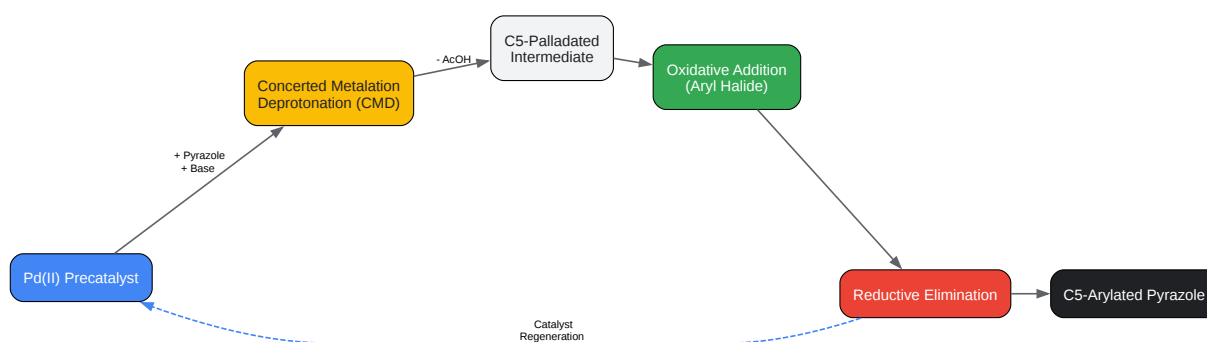 Pd(II) Precatalyst
+ Pyrazole
+ Base
Concerted Metalation
Deprotonation (CMD)
- AcOH
C5-Palladated
Intermediate
Oxidative Addition
(Aryl Halide)
Reductive Elimination
C5-Arylated Pyrazole
Catalyst
Regeneration